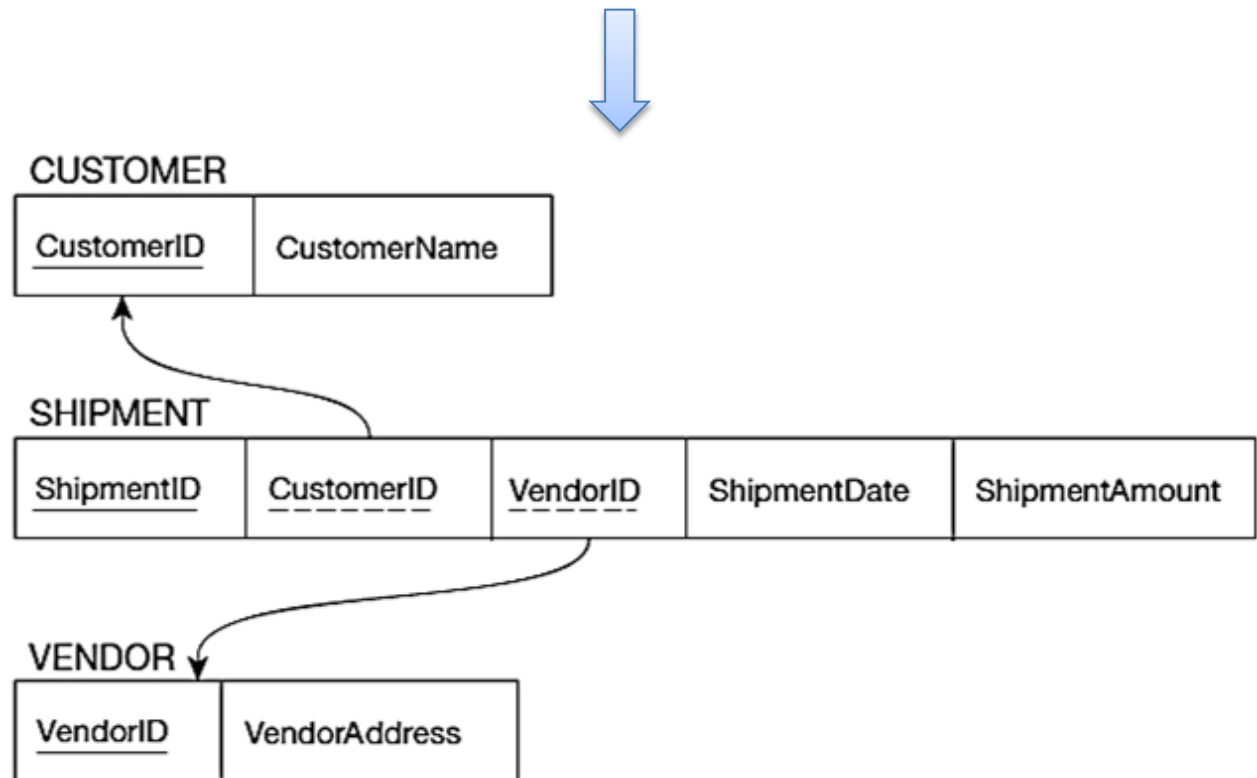 CUSTOMER
CustomerID CustomerName
SHIPMENT
ShipmentID CustomerID VendorID ShipmentDate ShipmentAmount
VENDOR
VendorID VendorAddress